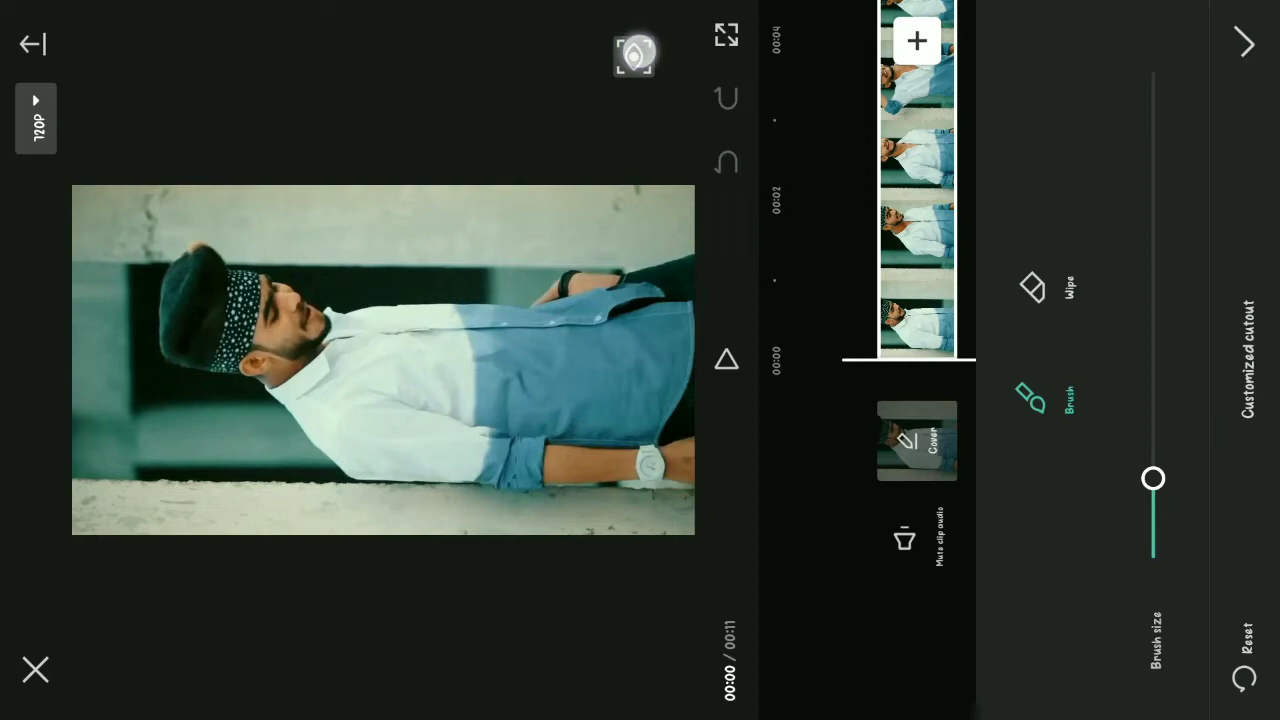 720P
00:00 / 00:11
00:00
00:02
00:04
Mute clip audio
Cover
Brush
Wipe
Brush size
Reset
Customized cutout